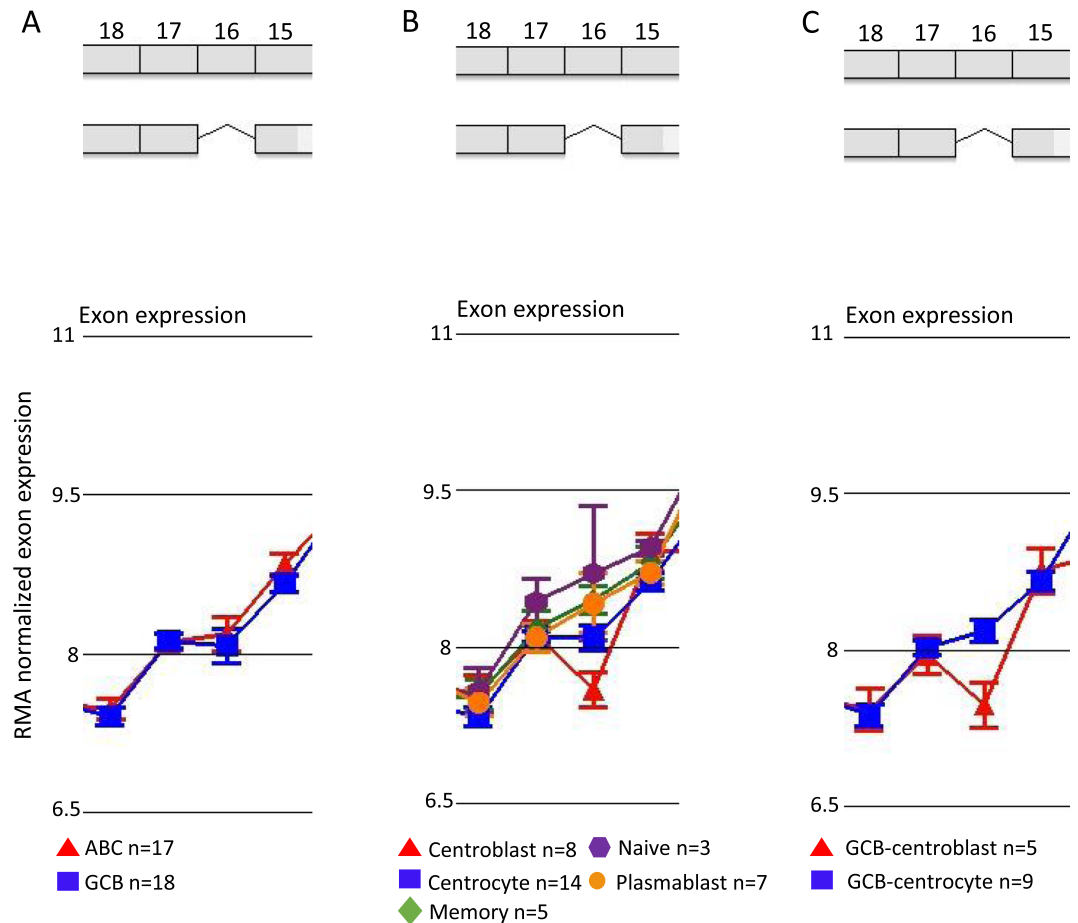 A
18 17 16 15
Exon expression
11
9.5
8
6.5
RMA normalized exon expression
ABC n=17
GCB n=18
B
18 17 16 15
Exon expression
11
9.5
8
6.5
Centroblast n=8
Naive n=3
Centrocyte n=14
Plasmablast n=7
Memory n=5
C
18 17 16 15
Exon expression
11
9.5
8
6.5
GCB-centroblast n=5
GCB-centrocyte n=9